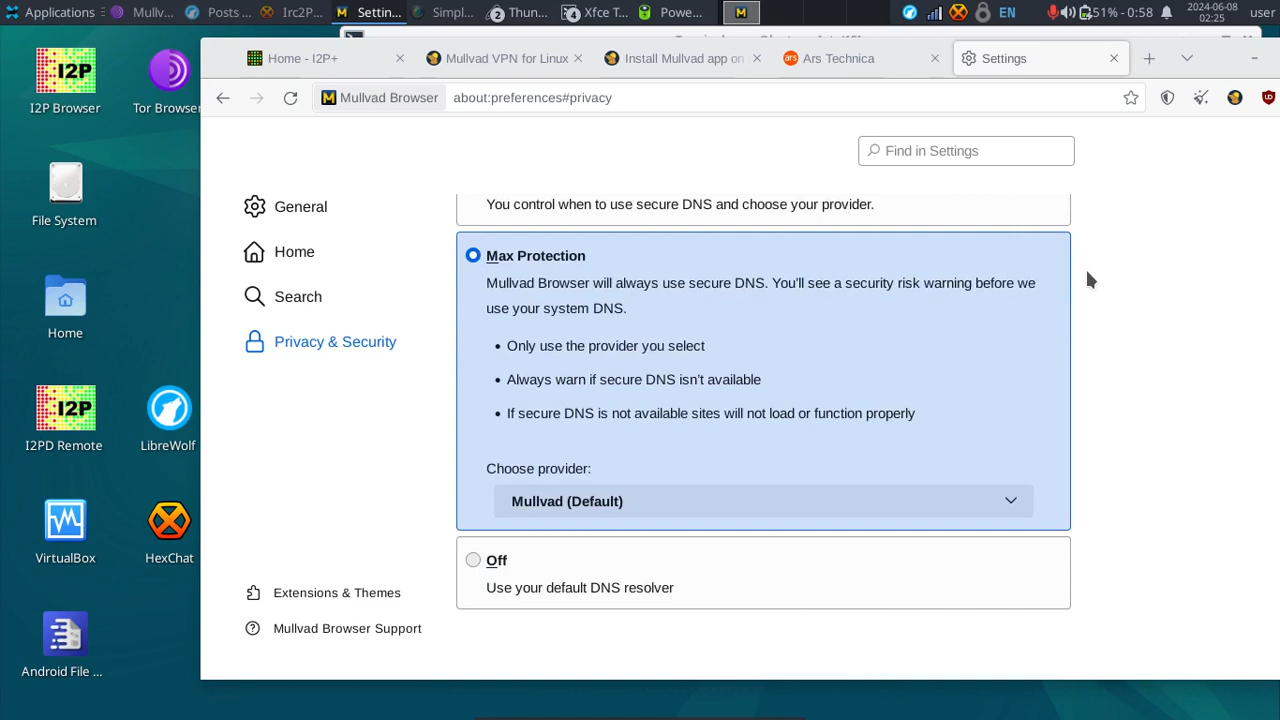 Applications
Mullv...
Posts ...
Irc2P...
Settin...
Simpl...
2 Thun...
4 Xfce T...
Powe...
M
EN
51% - 0:58
2024-06-08
02:25
user
Home - I2P+
Mullvad VPN for Linux
Install Mullvad app on
ars Ars Technica
Settings
Mullvad Browser
about:preferences#privacy
Find in Settings
General
Home
Search
Privacy & Security
Extensions & Themes
Mullvad Browser Support
You control when to use secure DNS and choose your provider.
Max Protection
Mullvad Browser will always use secure DNS. You'll see a security risk warning before we
use your system DNS.
• Only use the provider you select
• Always warn if secure DNS isn't available
• If secure DNS is not available sites will not load or function properly
Choose provider:
Mullvad (Default)
Off
Use your default DNS resolver
I2P
I2P Browser
Tor Browser
File System
Home
I2P
I2PD Remote
LibreWolf
VirtualBox
HexChat
Android File ...